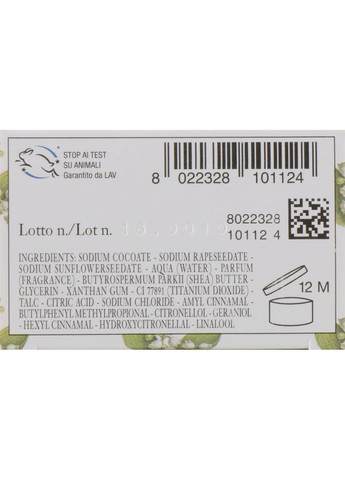 STOP AI TEST
SU ANIMALI
Garantito da LAV
8 022328 101124
Lotto n./Lot n.
8022328
10112 4
INGREDIENTS: SODIUM COCOATE - SODIUM RAPESEEDATE -
SODIUM SUNFLOWERSEEDATE - AQUA (WATER) - PARFUM
(FRAGRANCE) - BUTYROSPERMUM PARKII (SHEA) BUTTER -
GLYCERIN - XANTHAN GUM - CI 77891 (TITANIUM DIOXIDE) -
TALC - CITRIC ACID - SODIUM CHLORIDE - AMYL CINNAMAL -
BUTYLPHENYL METHYLPROPIONAL - CITRONELLOL - GERANIOL
- HEXYL CINNAMAL - HYDROXYCITRONELLAL - LINALOOL
12 M